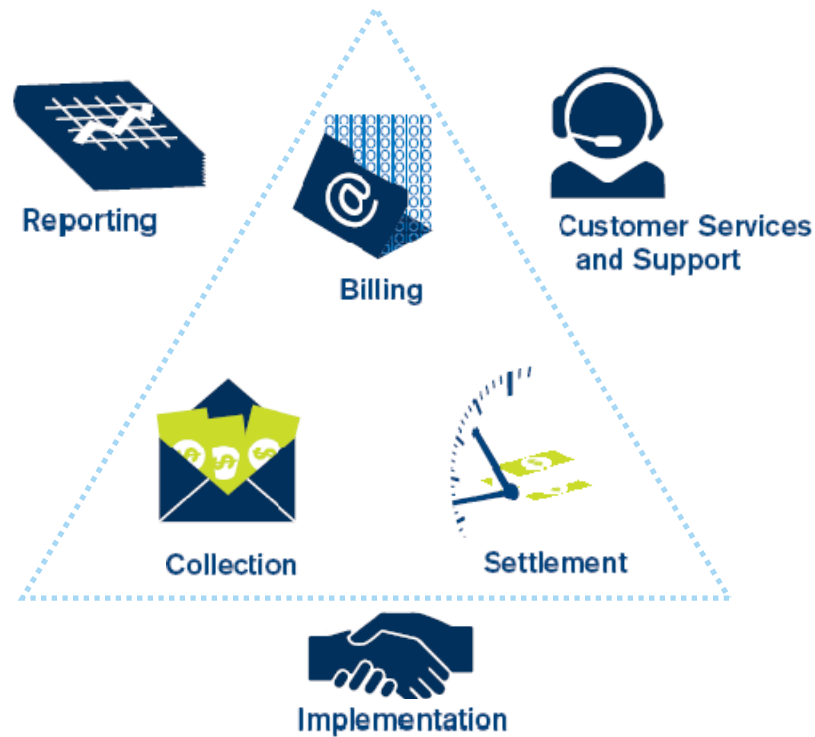 Reporting
Billing
Customer Services
and Support
Collection
Settlement
Implementation